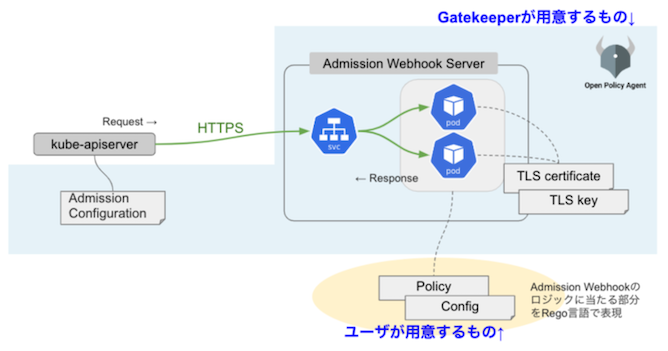 Gatekeeperが用意するもの↓
Admission Webhook Server
Open Policy Agent
Request →
HTTPS
kube-apiserver
svc
pod
pod
← Response
Admission
Configuration
TLS certificate
TLS key
Policy
Config
Admission Webhookの
ロジックに当たる部分
をRego言語で表現
ユーザが用意するもの↑